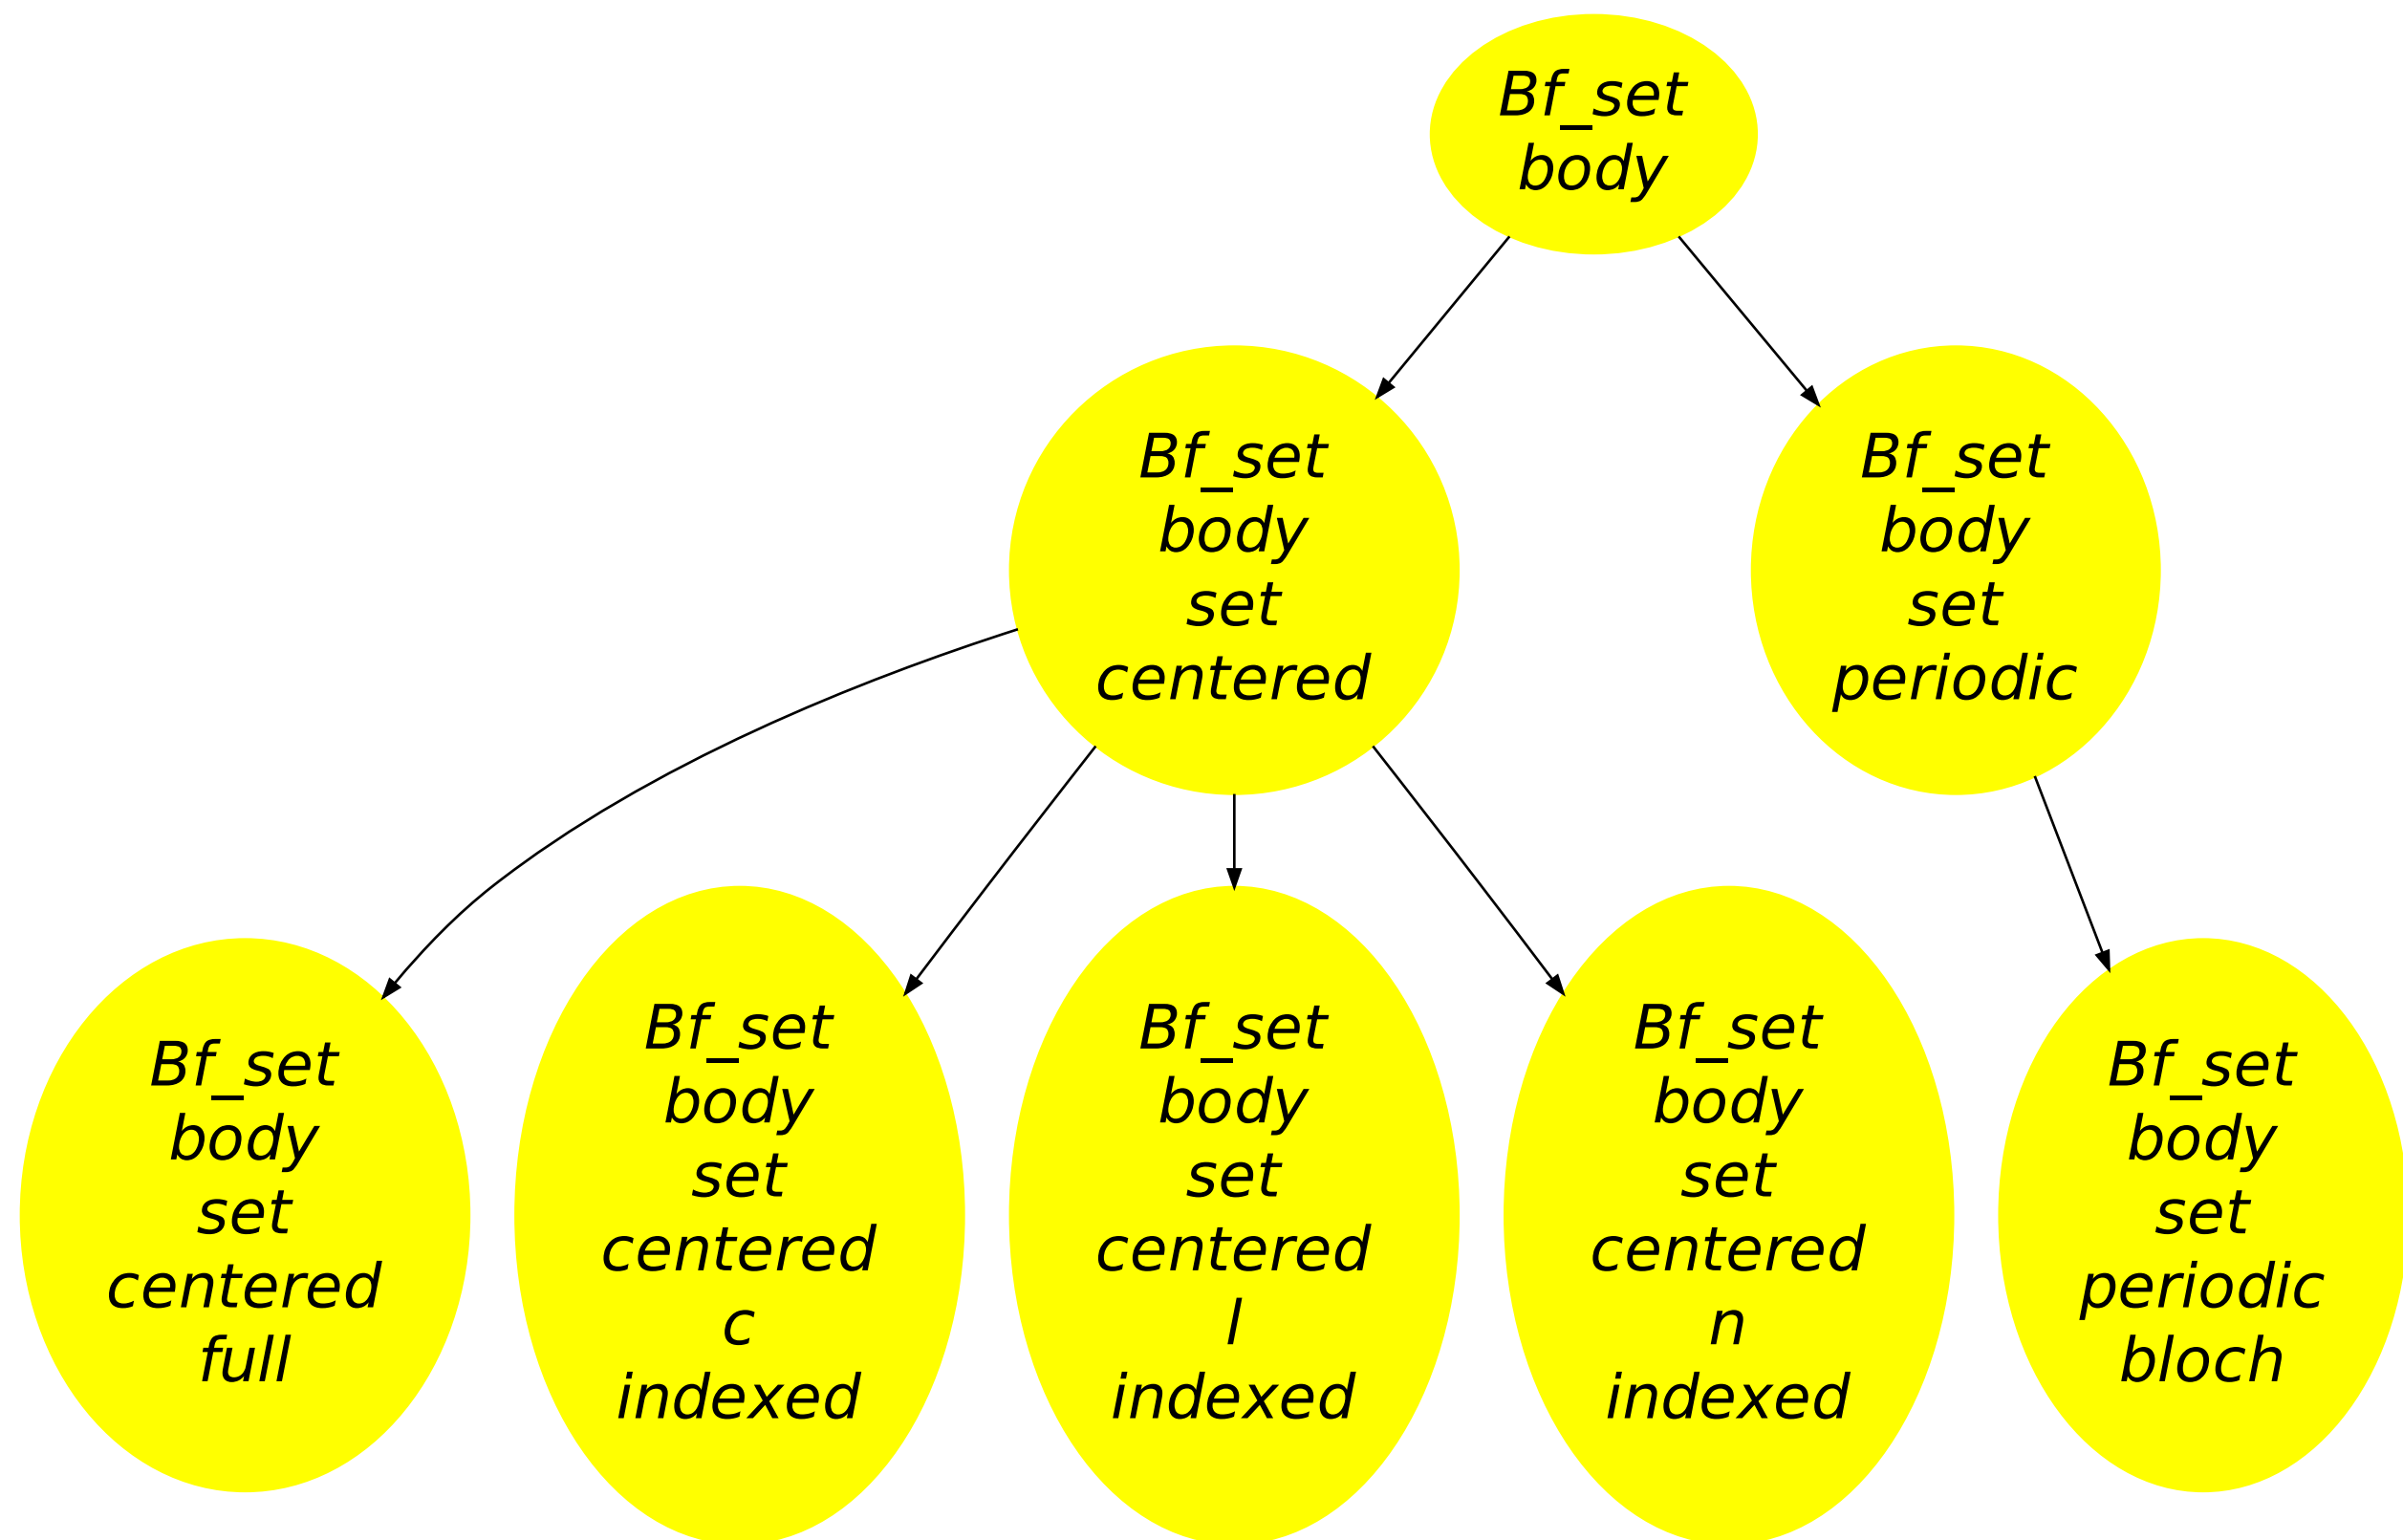 Bf_set
body
Bf_set
body
set
centered
Bf_set
body
set
periodic
Bf_set
body
set
centered
full
Bf_set
body
set
centered
c
indexed
Bf_set
body
set
centered
l
indexed
Bf_set
body
set
centered
n
indexed
Bf_set
body
set
periodic
bloch